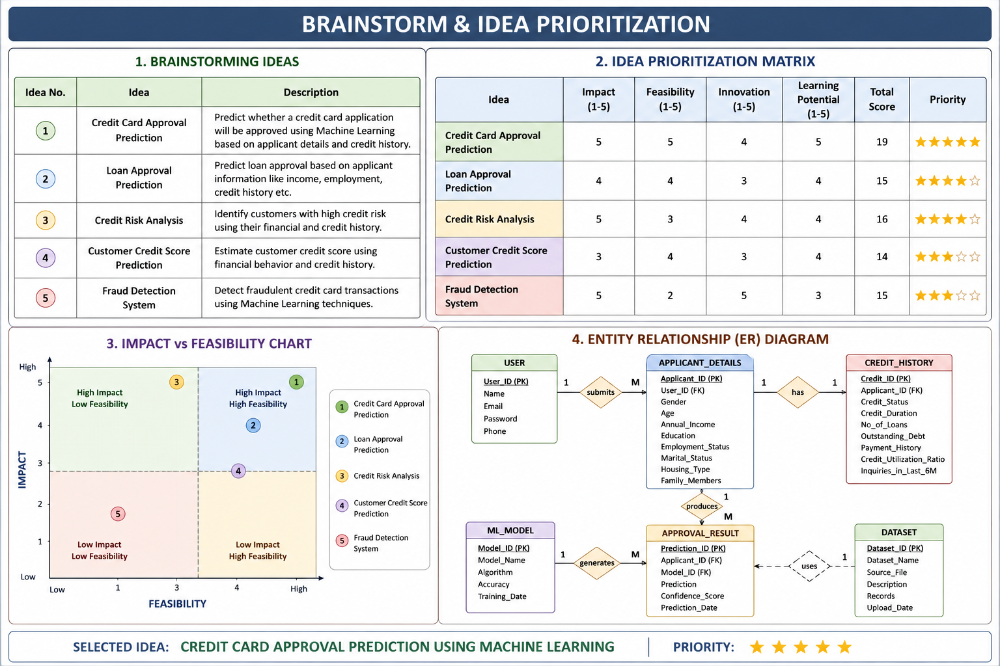 BRAINSTORM & IDEA PRIORITIZATION
1. BRAINSTORMING IDEAS
Idea No.
Idea
Description
1
Credit Card Approval
Prediction
Predict whether a credit card application
will be approved using Machine Learning
based on applicant details and credit history.
2
Loan Approval
Prediction
Predict loan approval based on applicant
information like income, employment,
credit history etc.
3
Credit Risk Analysis
Identify customers with high credit risk
using their financial and credit history.
4
Customer Credit Score
Prediction
Estimate customer credit score using
financial behavior and credit history.
5
Fraud Detection
System
Detect fraudulent credit card transactions
using Machine Learning techniques.
2. IDEA PRIORITIZATION MATRIX
Idea
Impact
(1-5)
Feasibility
(1-5)
Innovation
(1-5)
Learning
Potential
(1-5)
Total
Score
Priority
Credit Card Approval
Prediction
5
5
4
5
19
Loan Approval
Prediction
4
4
3
4
15
Credit Risk Analysis
5
3
4
4
16
Customer Credit Score
Prediction
3
4
3
4
14
Fraud Detection
System
5
2
5
3
15
3. IMPACT vs FEASIBILITY CHART
High
5
4
3
2
1
Low
IMPACT
High Impact
Low Feasibility
3
High Impact
High Feasibility
1
2
4
5
Low Impact
Low Feasibility
Low Impact
High Feasibility
Low
1
3
4
High
FEASIBILITY
1
Credit Card Approval
Prediction
2
Loan Approval
Prediction
3
Credit Risk Analysis
4
Customer Credit Score
Prediction
5
Fraud Detection
System
4. ENTITY RELATIONSHIP (ER) DIAGRAM
USER
User_ID (PK)
Name
Email
Password
Phone
1
submits
M
APPLICANT_DETAILS
Applicant_ID (PK)
User_ID (FK)
Gender
Age
Annual_Income
Education
Employment_Status
Marital_Status
Housing_Type
Family_Members
1
has
1
CREDIT_HISTORY
Credit_ID (PK)
Applicant_ID (FK)
Credit_Status
Credit_Duration
No_of_Loans
Outstanding_Debt
Payment_History
Credit_Utilization_Ratio
Inquiries_in_Last_6M
1
produces
M
ML_MODEL
Model_ID (PK)
Model_Name
Algorithm
Accuracy
Training_Date
1
generates
M
APPROVAL_RESULT
Prediction_ID (PK)
Applicant_ID (FK)
Model_ID (FK)
Prediction
Confidence_Score
Prediction_Date
uses
1
DATASET
Dataset_ID (PK)
Dataset_Name
Source_File
Description
Records
Upload_Date
SELECTED IDEA: CREDIT CARD APPROVAL PREDICTION USING MACHINE LEARNING
PRIORITY: